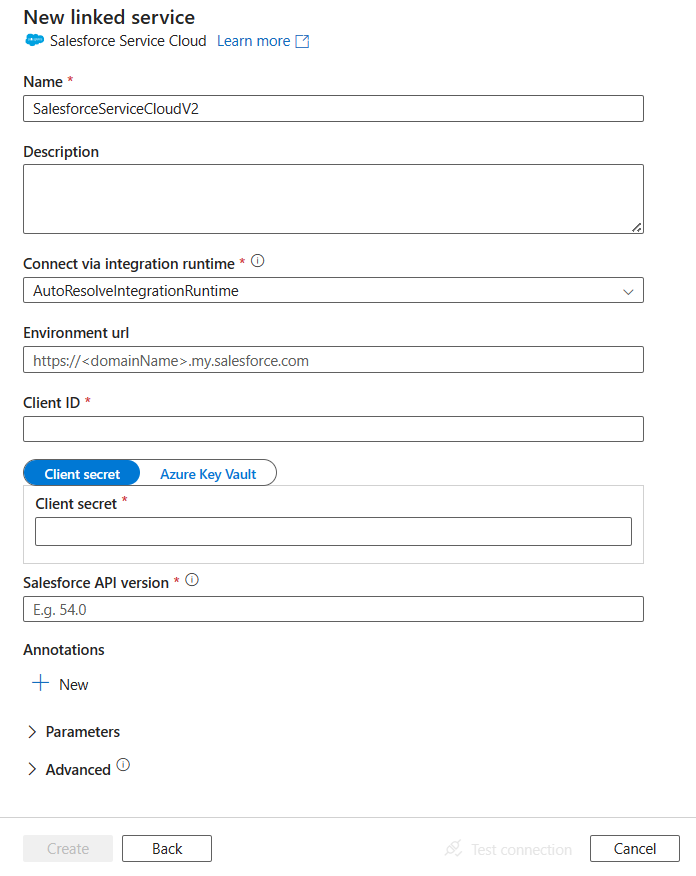 New linked service
Salesforce Service Cloud Learn more
Name *
SalesforceServiceCloudV2
Description
Connect via integration runtime *
AutoResolveIntegrationRuntime
Environment url
https://<domainName>.my.salesforce.com
Client ID *
Client secret Azure Key Vault
Client secret *
Salesforce API version *
E.g. 54.0
Annotations
New
Parameters
Advanced
Create Back Test connection Cancel